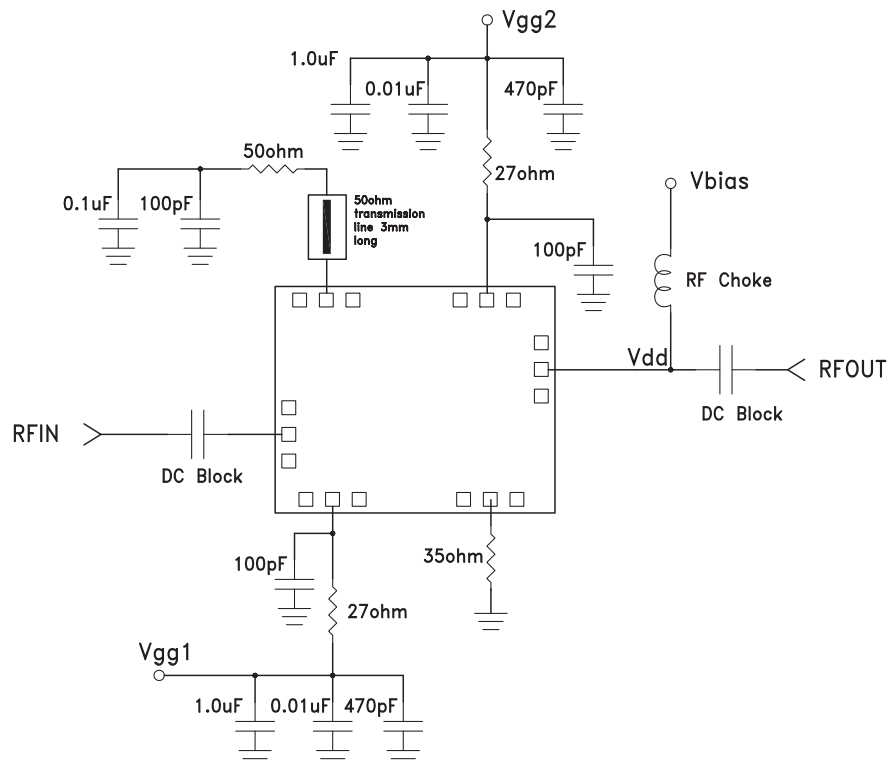 Vgg2
1.0uF
0.01uF
470pF
50ohm
27ohm
Vbias
0.1uF
100pF
50ohm
transmission
line 3mm
long
100pF
RF Choke
Vdd
RFOUT
DC Block
RFIN
DC Block
100pF
35ohm
27ohm
Vgg1
1.0uF
0.01uF
470pF